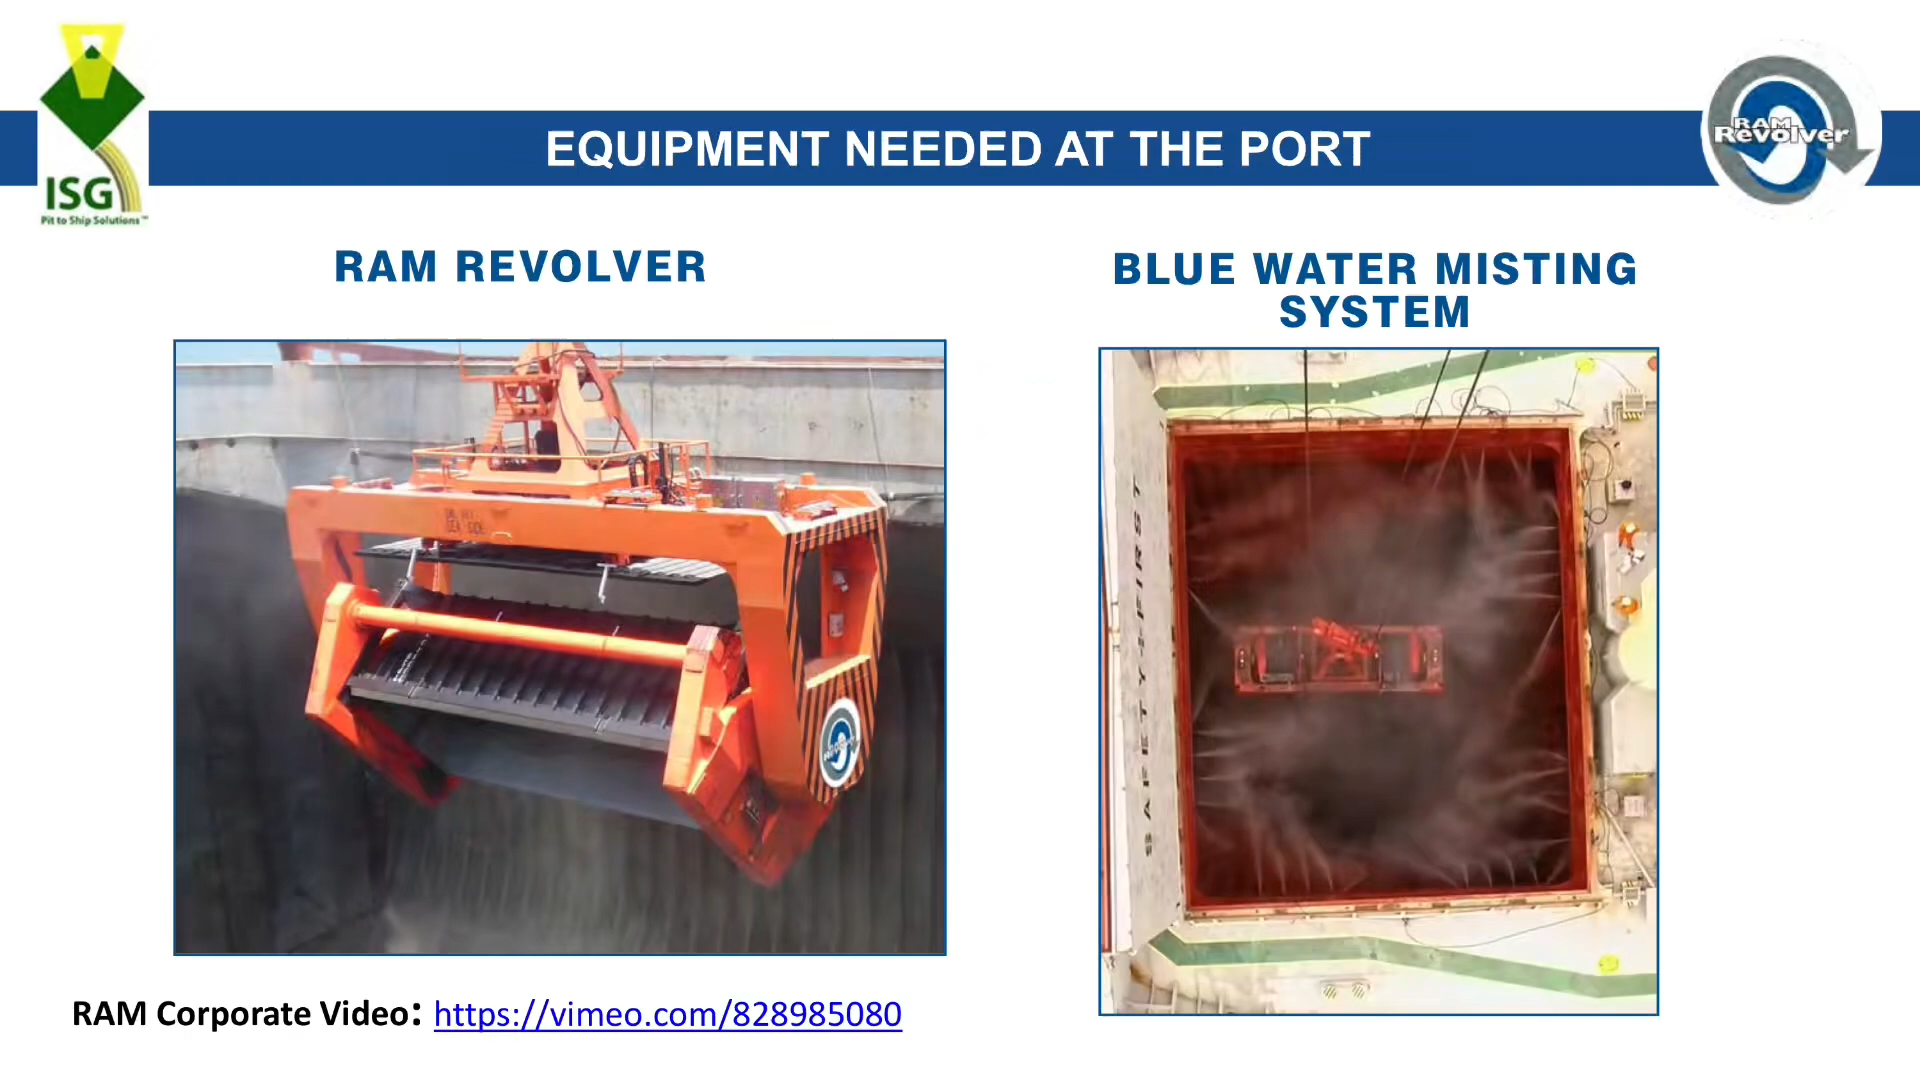 ISG
Pit to Ship Solutions™
EQUIPMENT NEEDED AT THE PORT
RAM
Revolver
RAM REVOLVER
BLUE WATER MISTING
SYSTEM
SAFETY-FIRST
RAM Corporate Video: https://vimeo.com/828985080